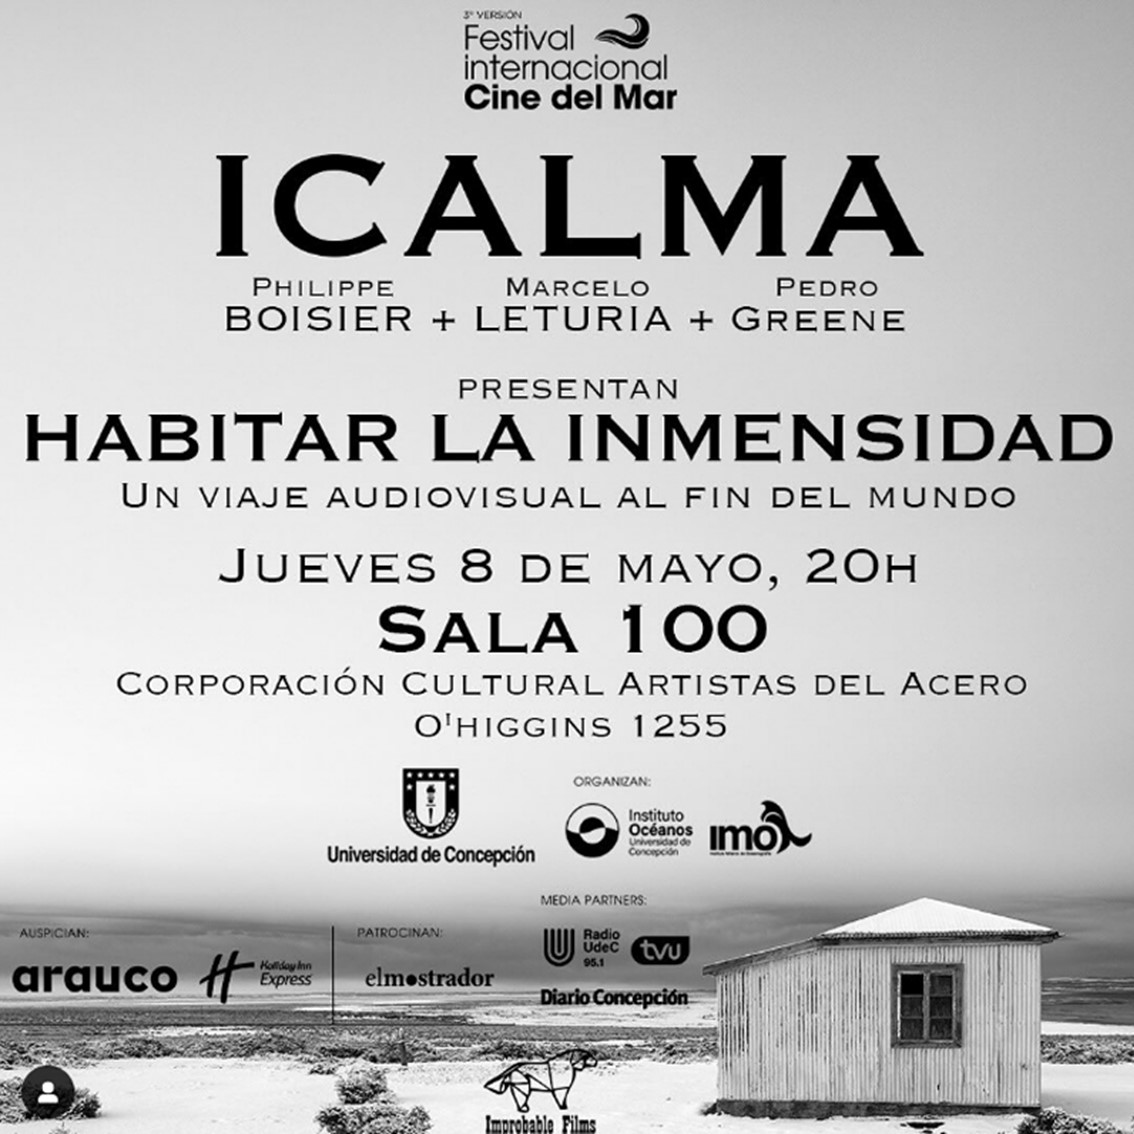 3º VERSIÓN
Festival
internacional
Cine del Mar
ICALMA
PHILIPPE MARCELO PEDRO
BOISIER + LETURIA + GREENE
PRESENTAN
HABITAR LA INMENSIDAD
UN VIAJE AUDIOVISUAL AL FIN DEL MUNDO
JUEVES 8 DE MAYO, 20H
SALA 100
CORPORACIÓN CULTURAL ARTISTAS DEL ACERO
O'HIGGINS 1255
Universidad de Concepción
ORGANIZAN:
Instituto
Océanos
Universidad de
Concepción
imo
MEDIA PARTNERS:
Radio
UdeC
95.1
tvu
Diario Concepción
AUSPICIAN:
arauco
Holiday Inn
Express
PATROCINAN:
elmostrador
Improbable Films